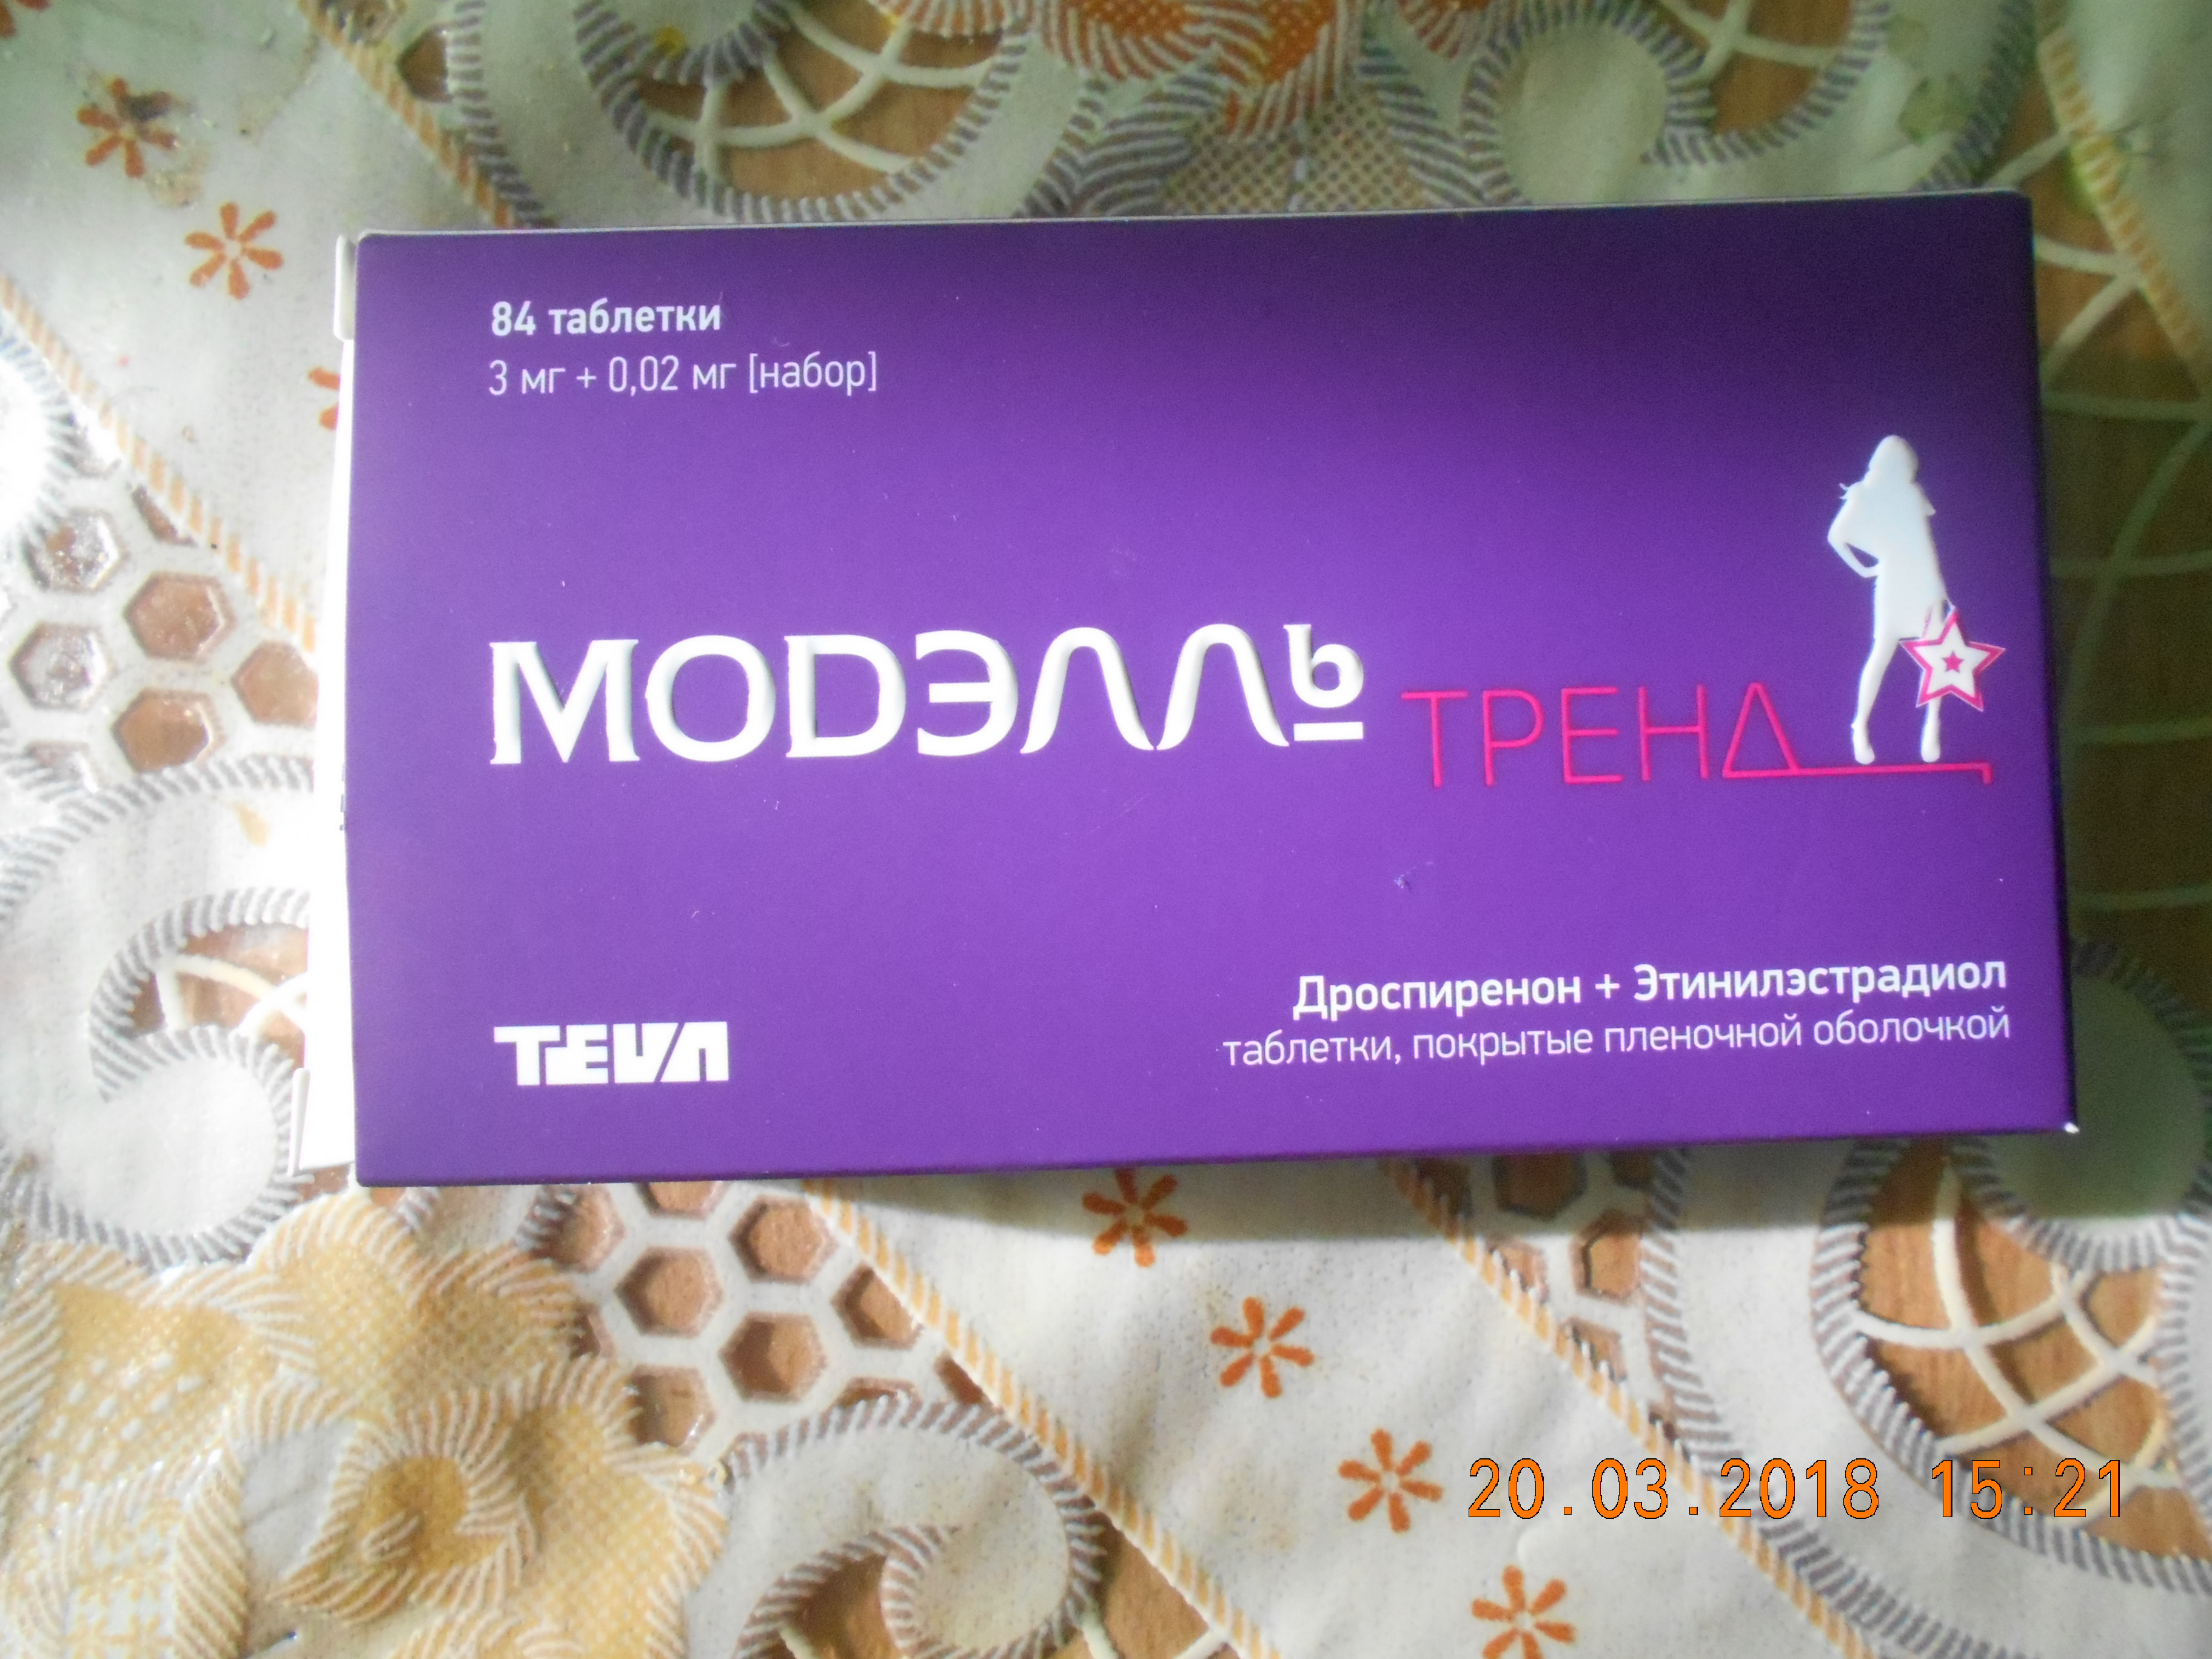 84 таблетки
3 мг + 0,02 мг [набор]
МОDЭЛЛЬ ТРЕНД
TEVA
Дроспиренон + Этинилэстрадиол
таблетки, покрытые пленочной оболочкой
20.03.2018 15:21